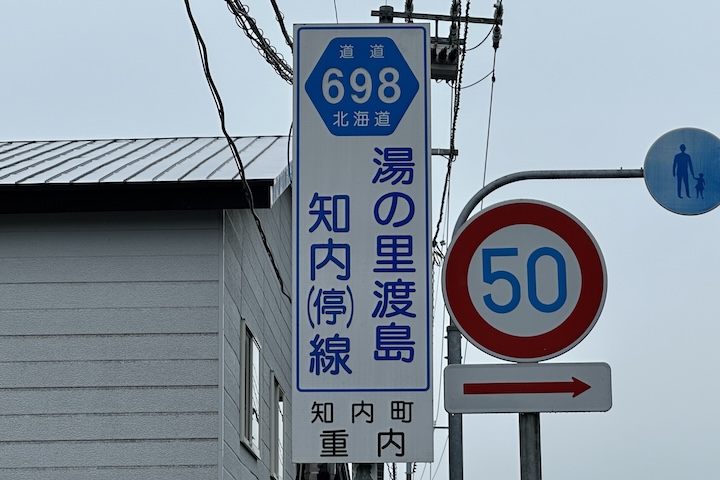 道道
698
北海道
湯の里渡島
知内(停)線
知内町
重内
50